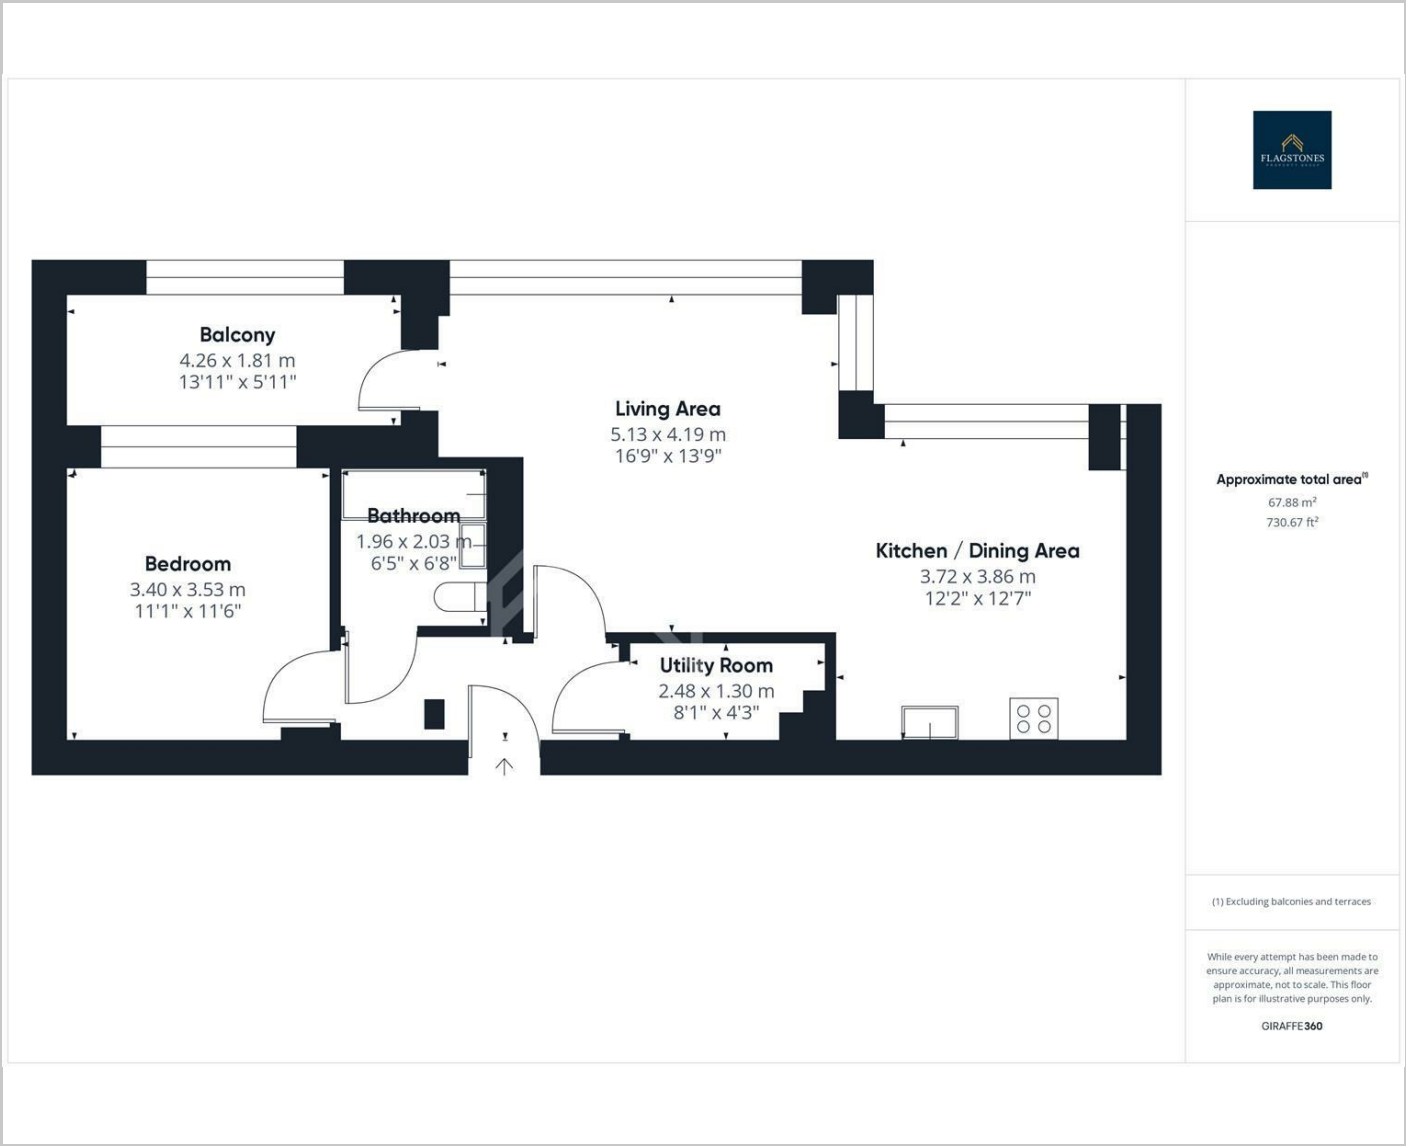 FLAGSTONES
Balcony
4.26 x 1.81 m
13'11" x 5'11"
Living Area
5.13 x 4.19 m
16'9" x 13'9"
Bathroom
1.96 x 2.03 m
6'5" x 6'8"
Bedroom
3.40 x 3.53 m
11'1" x 11'6"
Kitchen / Dining Area
3.72 x 3.86 m
12'2" x 12'7"
Utility Room
2.48 x 1.30 m
8'1" x 4'3"
Approximate total area(1)
67.88 m²
730.67 ft²
(1) Excluding balconies and terraces
While every attempt has been made to
ensure accuracy, all measurements are
approximate, not to scale. This floor
plan is for illustrative purposes only.
GIRAFFE360